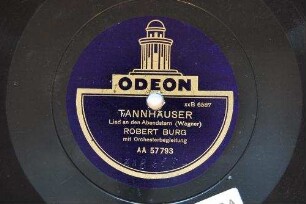 ODEON
xxB 6567
TANNHÄUSER
Lied an den Abendstern (Wagner)
ROBERT BURG
mit Orchesterbegleitung
AA 57793